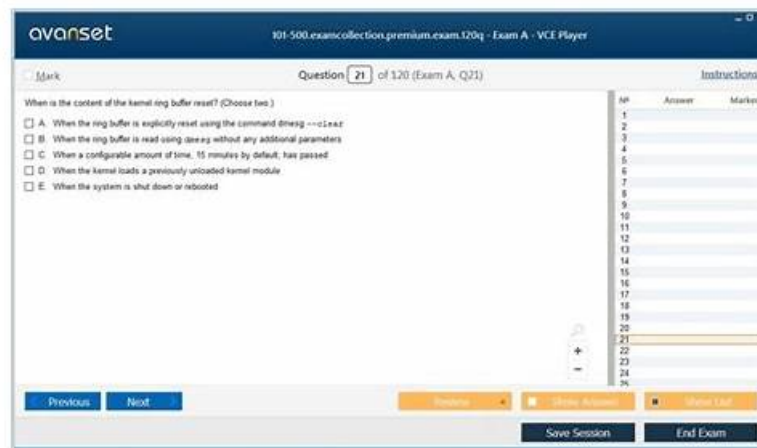 avanset
101-500.examcollection.premium.exam.120q - Exam A - VCE Player
Mark
Question 21 of 120 (Exam A, Q21)
Instructions
When is the content of the kernel ring buffer reset? (Choose two.)
A. When the ring buffer is explicitly reset using the command dmesg --clear
B. When the ring buffer is read using dmesg without any additional parameters
C. When a configurable amount of time, 15 minutes by default, has passed
D. When the kernel loads a previously unloaded kernel module
E. When the system is shut down or rebooted
Nº Answer Marked
1
2
3
4
5
6
7
8
9
10
11
12
13
14
15
16
17
18
19
20
21
22
23
24
25
Previous
Next
Review
Show Answer
Show List
Save Session
End Exam